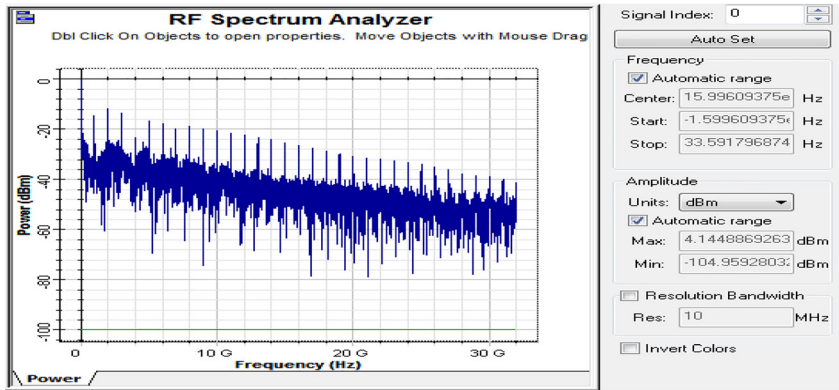 RF Spectrum Analyzer
Dbl Click On Objects to open properties. Move Objects with Mouse Drag
0
-20
-40
-60
-80
-100
Power (dBm)
0 10 G 20 G 30 G
Frequency (Hz)
Power
Signal Index: 0
Auto Set
Frequency
Automatic range
Center: 15.99609375e Hz
Start: -1.599609375 Hz
Stop: 33.591796874 Hz
Amplitude
Units: dBm
Automatic range
Max: 4.1448869263 dBm
Min: -104.95928032 dBm
Resolution Bandwidth
Res: 10 MHz
Invert Colors